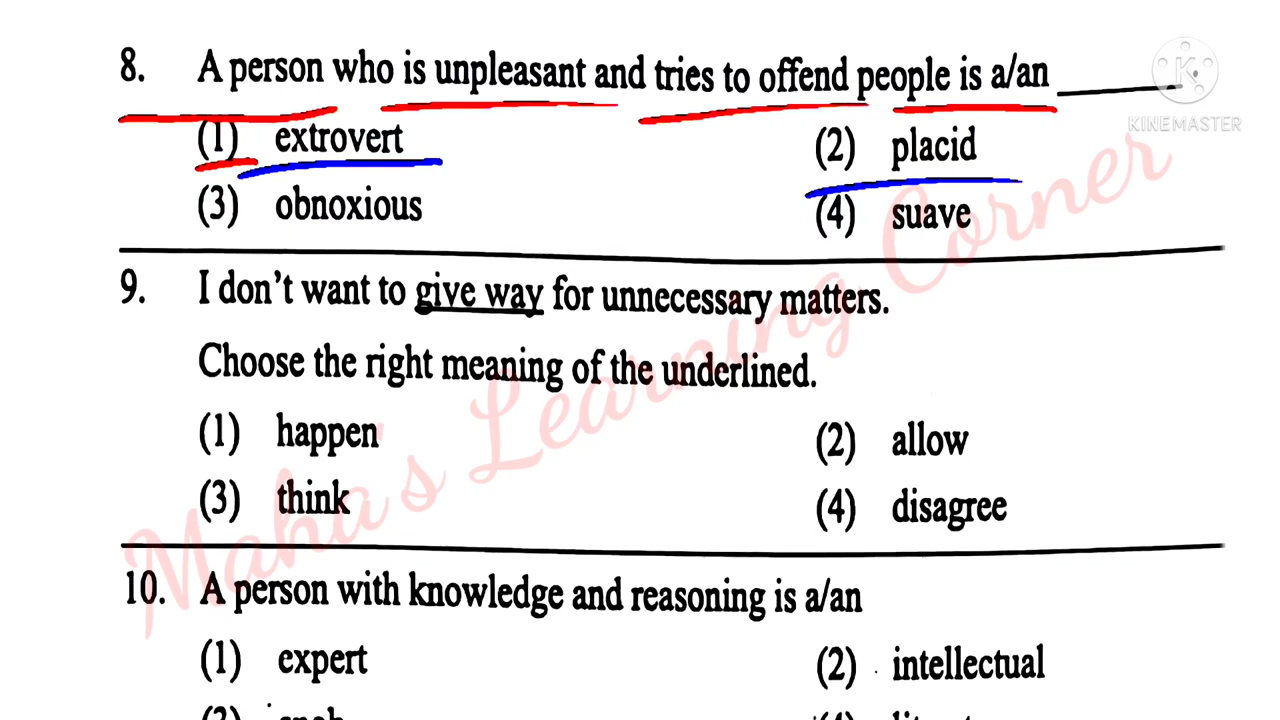 8. A person who is unpleasant and tries to offend people is a/an ______
KINEMASTER
(1) extrovert (2) placid
(3) obnoxious (4) suave
9. I don't want to give way for unnecessary matters.
Choose the right meaning of the underlined.
(1) happen (2) allow
(3) think (4) disagree
10. A person with knowledge and reasoning is a/an
(1) expert (2) intellectual
Maha's Learning Corner